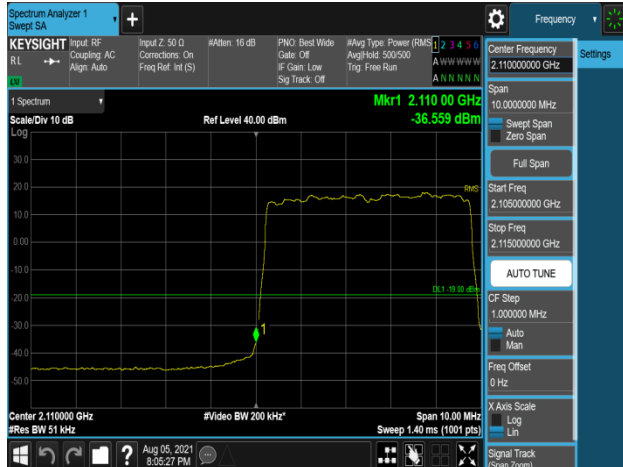 Spectrum Analyzer 1
Swept SA
+
Frequency
KEYSIGHT
RL
Input: RF
Coupling: AC
Align: Auto
Input Z: 50 Ω
Corrections: On
Freq Ref: Int (S)
#Atten: 16 dB
PNO: Best Wide
Gate: Off
IF Gain: Low
Sig Track: Off
#Avg Type: Power (RMS
Avg|Hold: 500/500
Trig: Free Run
1 2 3 4 5 6
A W W W W W
A N N N N N
Settings
Center Frequency
2.110000000 GHz
Span
10.0000000 MHz
Swept Span
Zero Span
Full Span
Start Freq
2.105000000 GHz
Stop Freq
2.115000000 GHz
AUTO TUNE
CF Step
1.000000 MHz
Auto
Man
Freq Offset
0 Hz
X Axis Scale
Log
Lin
Signal Track
(Span Zoom)
1 Spectrum
Scale/Div 10 dB
Ref Level 40.00 dBm
Mkr1 2.110 00 GHz
-36.559 dBm
Log
30.0
20.0
10.0
0.00
-10.0
-20.0
-30.0
-40.0
-50.0
RMS
DL1 -19.00 dBm
1
Center 2.110000 GHz
#Video BW 200 kHz*
Span 10.00 MHz
#Res BW 51 kHz
Sweep 1.40 ms (1001 pts)
?
Aug 05, 2021
8:05:27 PM